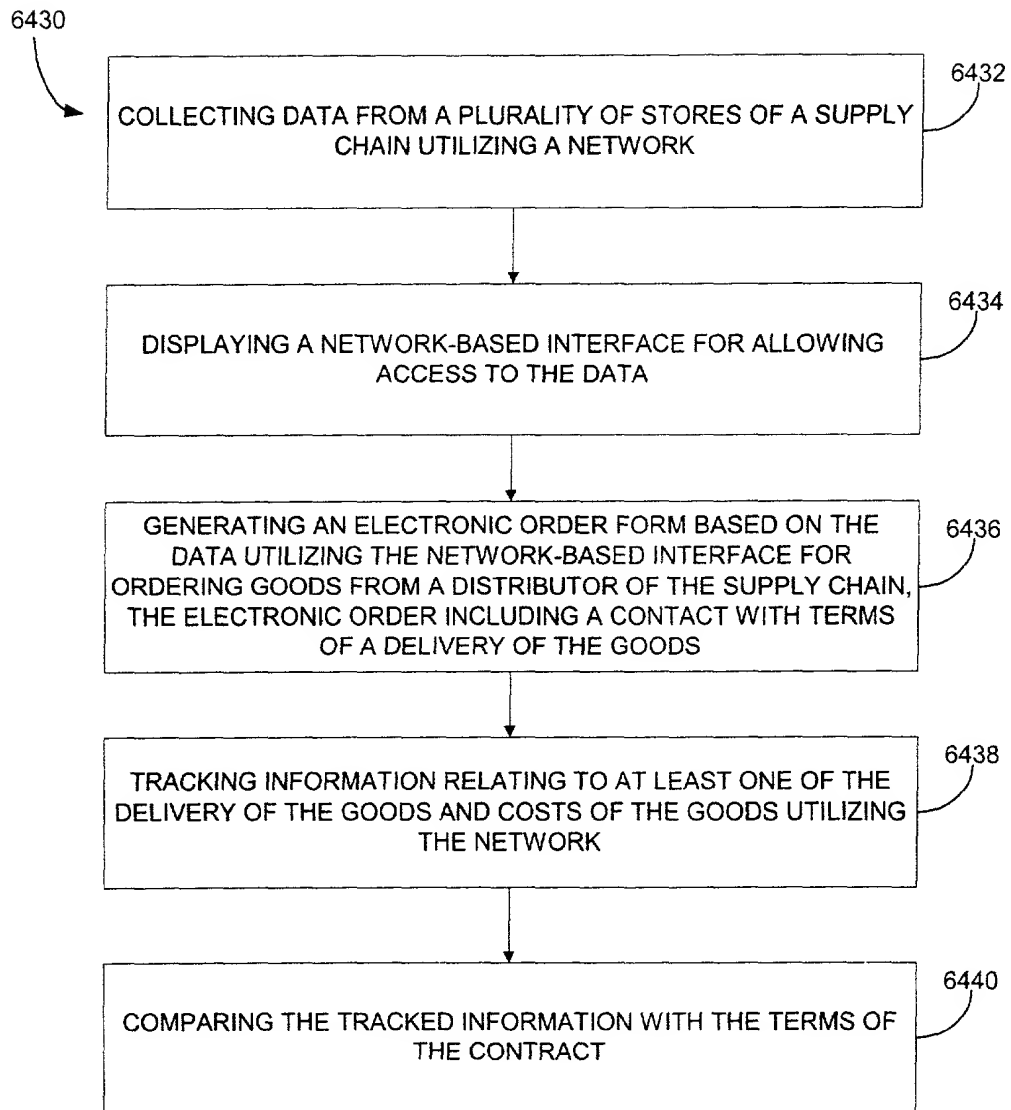 6430
6432
COLLECTING DATA FROM A PLURALITY OF STORES OF A SUPPLY
CHAIN UTILIZING A NETWORK
6434
DISPLAYING A NETWORK-BASED INTERFACE FOR ALLOWING
ACCESS TO THE DATA
6436
GENERATING AN ELECTRONIC ORDER FORM BASED ON THE
DATA UTILIZING THE NETWORK-BASED INTERFACE FOR
ORDERING GOODS FROM A DISTRIBUTOR OF THE SUPPLY CHAIN,
THE ELECTRONIC ORDER INCLUDING A CONTACT WITH TERMS
OF A DELIVERY OF THE GOODS
6438
TRACKING INFORMATION RELATING TO AT LEAST ONE OF THE
DELIVERY OF THE GOODS AND COSTS OF THE GOODS UTILIZING
THE NETWORK
6440
COMPARING THE TRACKED INFORMATION WITH THE TERMS OF
THE CONTRACT